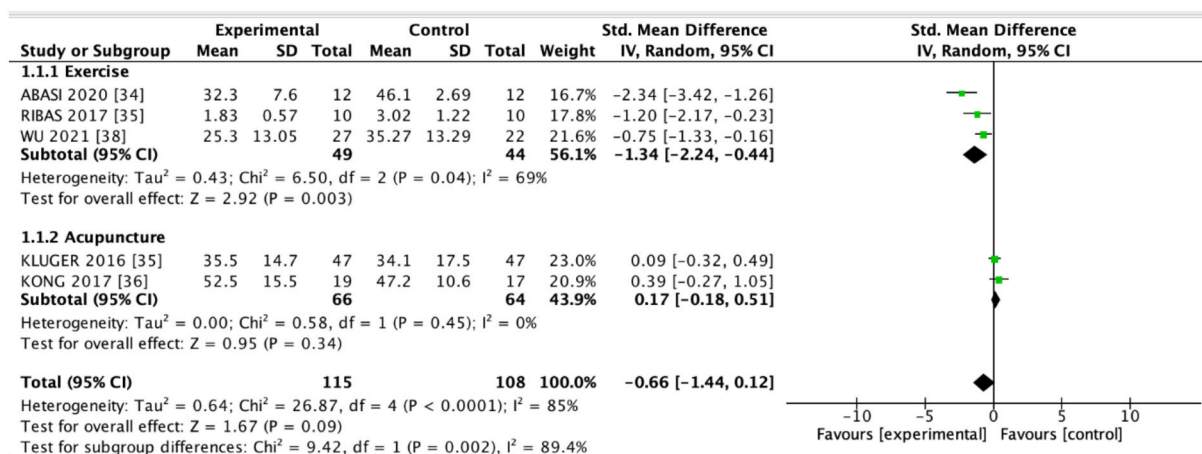 Experimental Control Std. Mean Difference Std. Mean Difference
Study or Subgroup Mean SD Total Mean SD Total Weight IV, Random, 95% CI IV, Random, 95% CI
1.1.1 Exercise
ABASI 2020 [34] 32.3 7.6 12 46.1 2.69 12 16.7% −2.34 [−3.42, −1.26]
RIBAS 2017 [35] 1.83 0.57 10 3.02 1.22 10 17.8% −1.20 [−2.17, −0.23]
WU 2021 [38] 25.3 13.05 27 35.27 13.29 22 21.6% −0.75 [−1.33, −0.16]
Subtotal (95% CI) 49 44 56.1% −1.34 [−2.24, −0.44]
Heterogeneity: Tau² = 0.43; Chi² = 6.50, df = 2 (P = 0.04); I² = 69%
Test for overall effect: Z = 2.92 (P = 0.003)
1.1.2 Acupuncture
KLUGER 2016 [35] 35.5 14.7 47 34.1 17.5 47 23.0% 0.09 [−0.32, 0.49]
KONG 2017 [36] 52.5 15.5 19 47.2 10.6 17 20.9% 0.39 [−0.27, 1.05]
Subtotal (95% CI) 66 64 43.9% 0.17 [−0.18, 0.51]
Heterogeneity: Tau² = 0.00; Chi² = 0.58, df = 1 (P = 0.45); I² = 0%
Test for overall effect: Z = 0.95 (P = 0.34)
Total (95% CI) 115 108 100.0% −0.66 [−1.44, 0.12]
Heterogeneity: Tau² = 0.64; Chi² = 26.87, df = 4 (P < 0.0001); I² = 85%
Test for overall effect: Z = 1.67 (P = 0.09)
Test for subgroup differences: Chi² = 9.42, df = 1 (P = 0.002), I² = 89.4%
−10 −5 0 5 10
Favours [experimental] Favours [control]